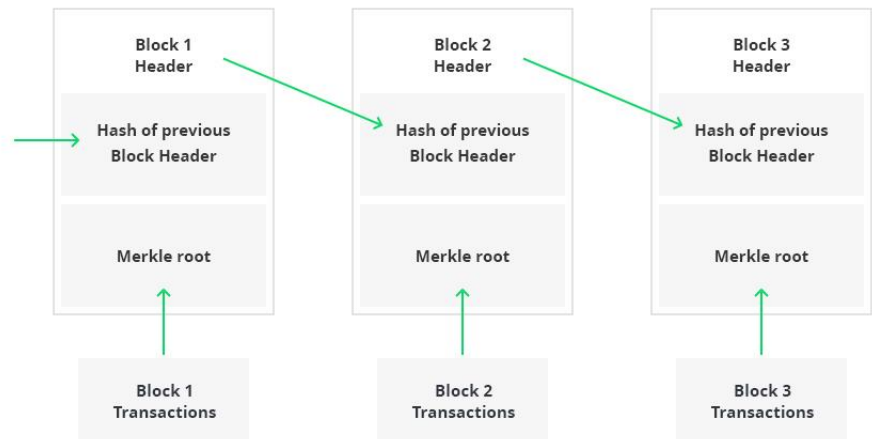 Block 1
Header
Hash of previous
Block Header
Merkle root
Block 1
Transactions
Block 2
Header
Hash of previous
Block Header
Merkle root
Block 2
Transactions
Block 3
Header
Hash of previous
Block Header
Merkle root
Block 3
Transactions